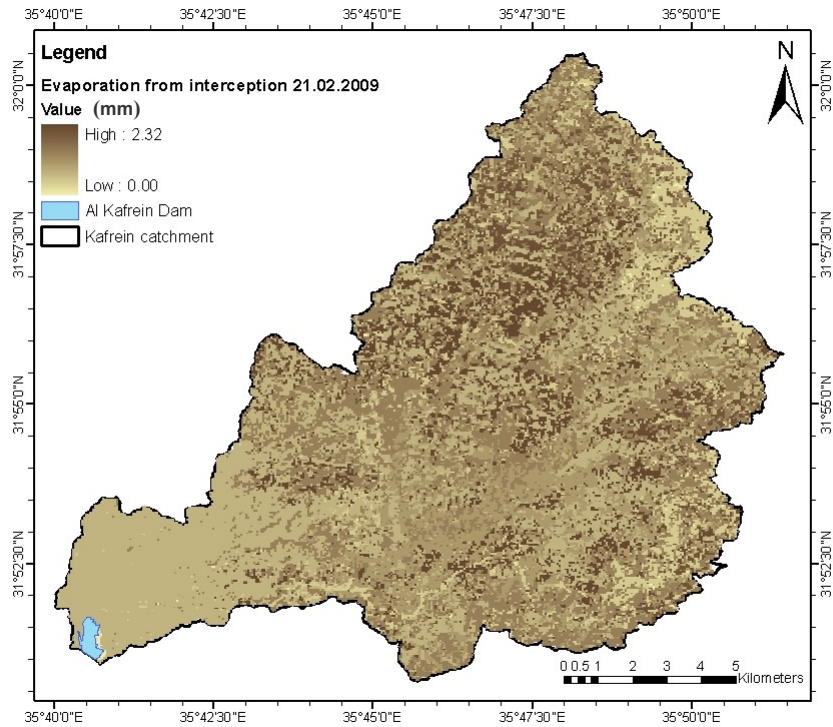 35°40'0"E 35°42'30"E 35°45'0"E 35°47'30"E 35°50'0"E
Legend
Evaporation from interception 21.02.2009
Value (mm)
High : 2.32
Low : 0.00
Al Kafrein Dam
Kafrein catchment
N
32°0'0"N 32°0'0"N
31°57'30"N 31°57'30"N
31°55'0"N 31°55'0"N
31°52'30"N 31°52'30"N
0 0.5 1 2 3 4 5
Kilometers
35°40'0"E 35°42'30"E 35°45'0"E 35°47'30"E 35°50'0"E